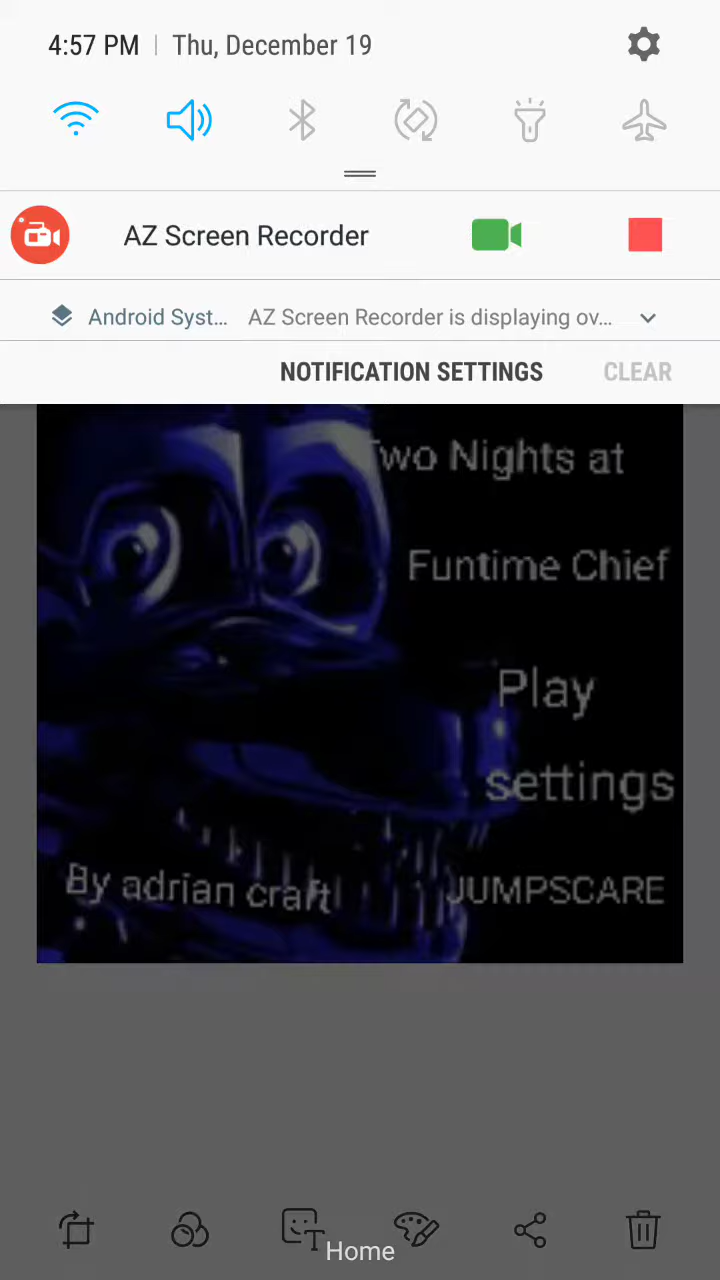 4:57 PM | Thu, December 19
AZ Screen Recorder
Android Syst... AZ Screen Recorder is displaying ov...
NOTIFICATION SETTINGS CLEAR
Two Nights at
Funtime Chief
Play
settings
By adrian craft
JUMPSCARE
Home